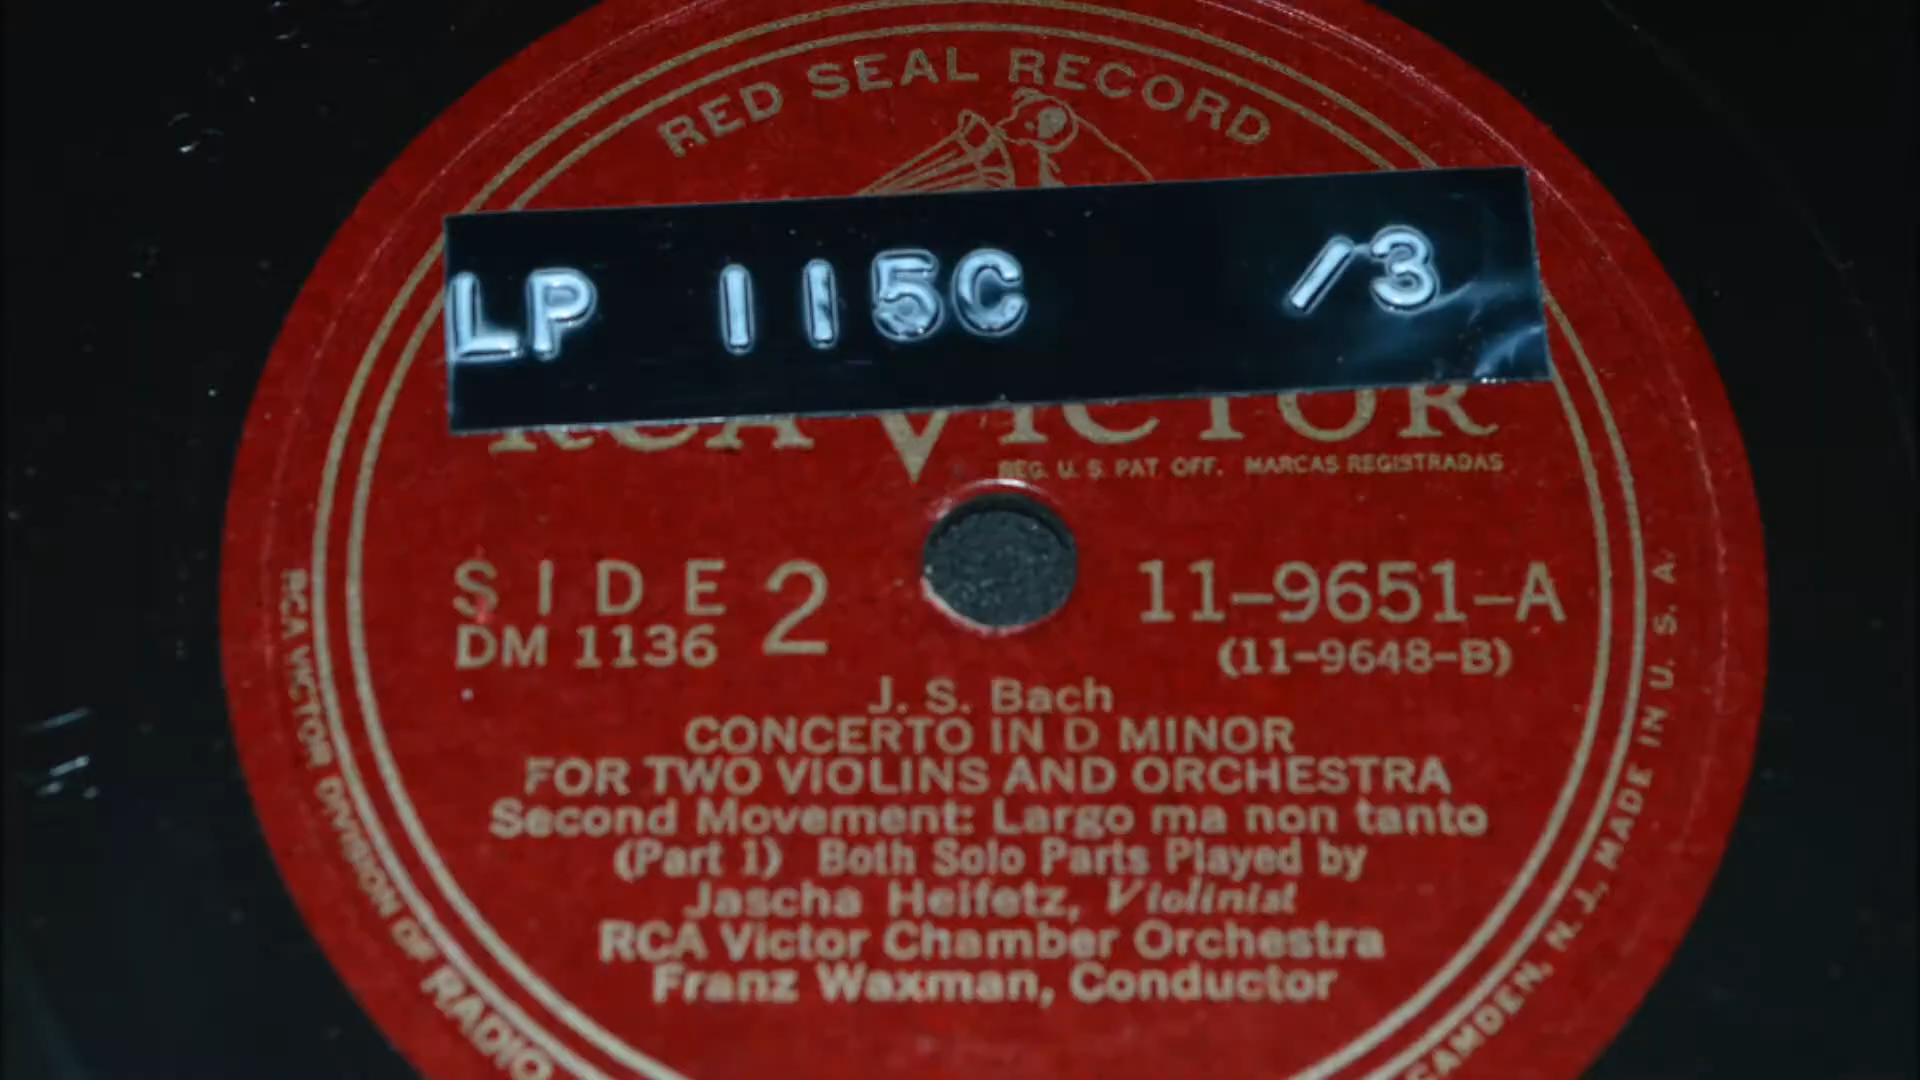 RED SEAL RECORD
LP 115C /3
RCA VICTOR
REG. U. S. PAT. OFF. MARCAS REGISTRADAS
SIDE 2
DM 1136
11-9651-A
(11-9648-B)
J. S. Bach
CONCERTO IN D MINOR
FOR TWO VIOLINS AND ORCHESTRA
Second Movement: Largo ma non tanto
(Part 1) Both Solo Parts Played by
Jascha Heifetz, Violinist
RCA Victor Chamber Orchestra
Franz Waxman, Conductor
RCA VICTOR DIVISION OF RADIO
CAMDEN, N. J., MADE IN U. S. A.